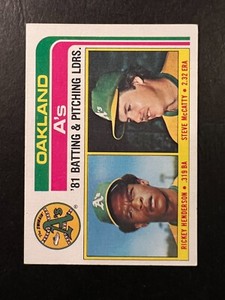 OAKLAND
A's
'81 BATTING & PITCHING LDRS.
STEVE McCATTY • 2.32 ERA
RICKEY HENDERSON • .319 BA